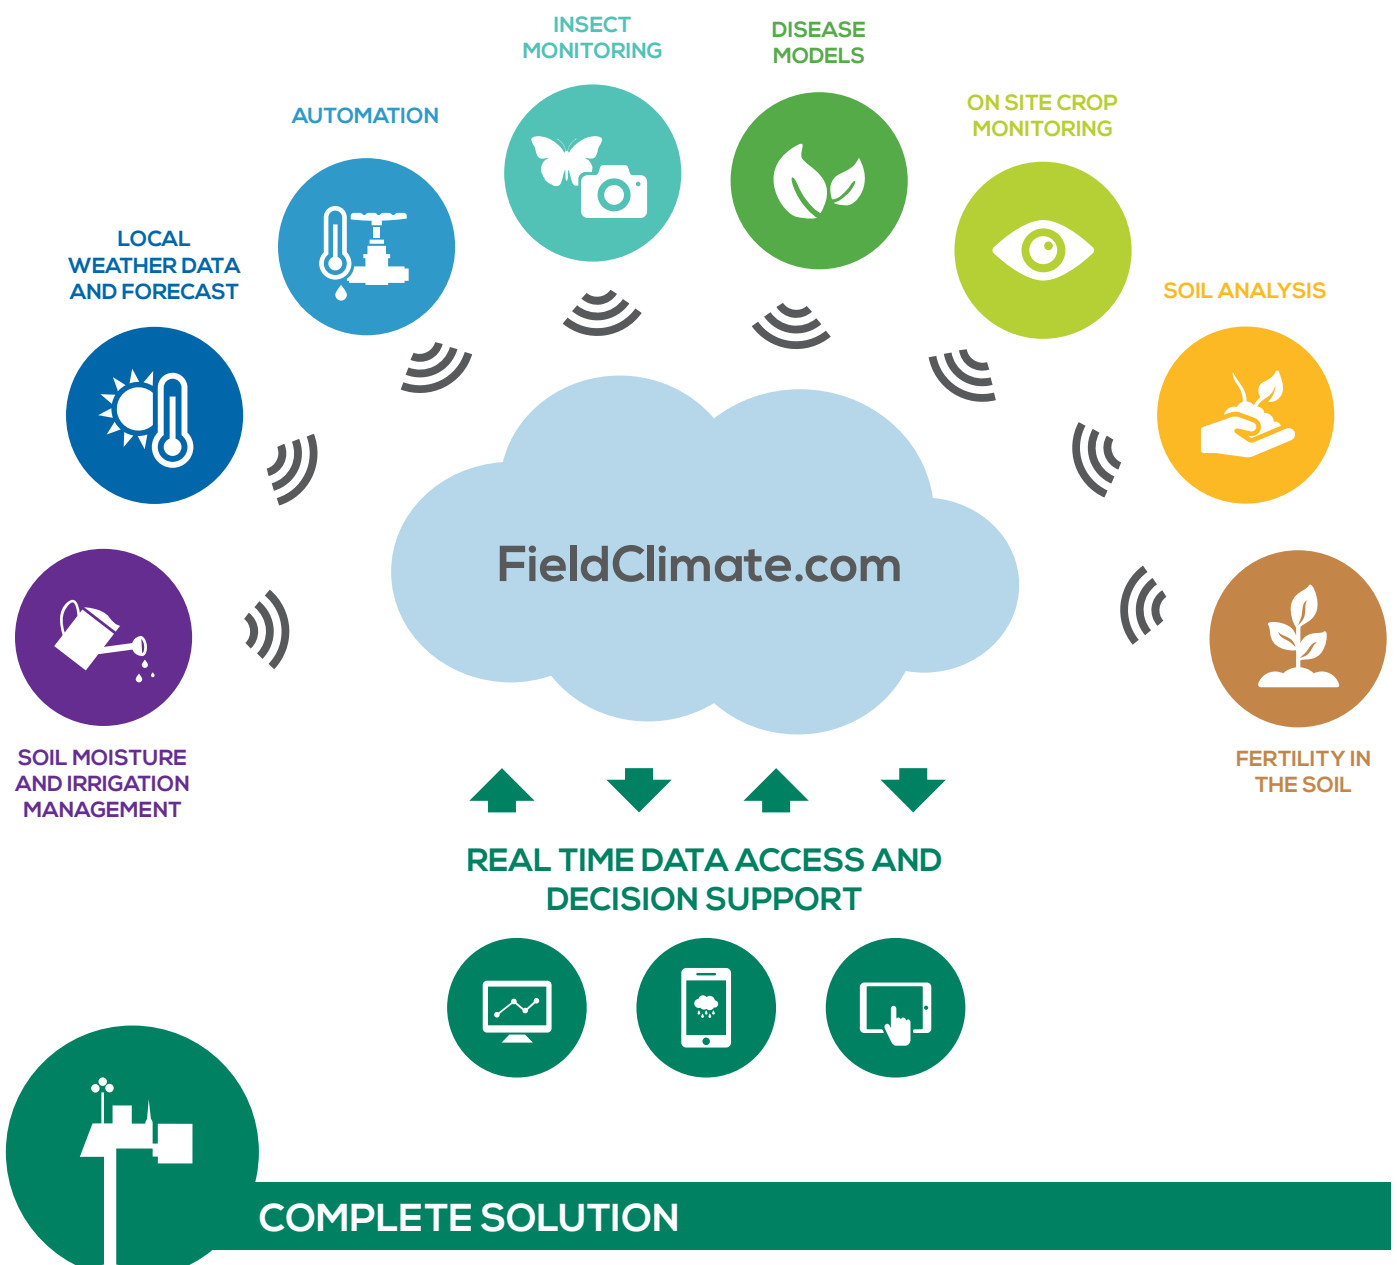 INSECT
MONITORING
DISEASE
MODELS
ON SITE CROP
MONITORING
AUTOMATION
LOCAL
WEATHER DATA
AND FORECAST
SOIL ANALYSIS
FieldClimate.com
SOIL MOISTURE
AND IRRIGATION
MANAGEMENT
FERTILITY IN
THE SOIL
REAL TIME DATA ACCESS AND
DECISION SUPPORT
COMPLETE SOLUTION